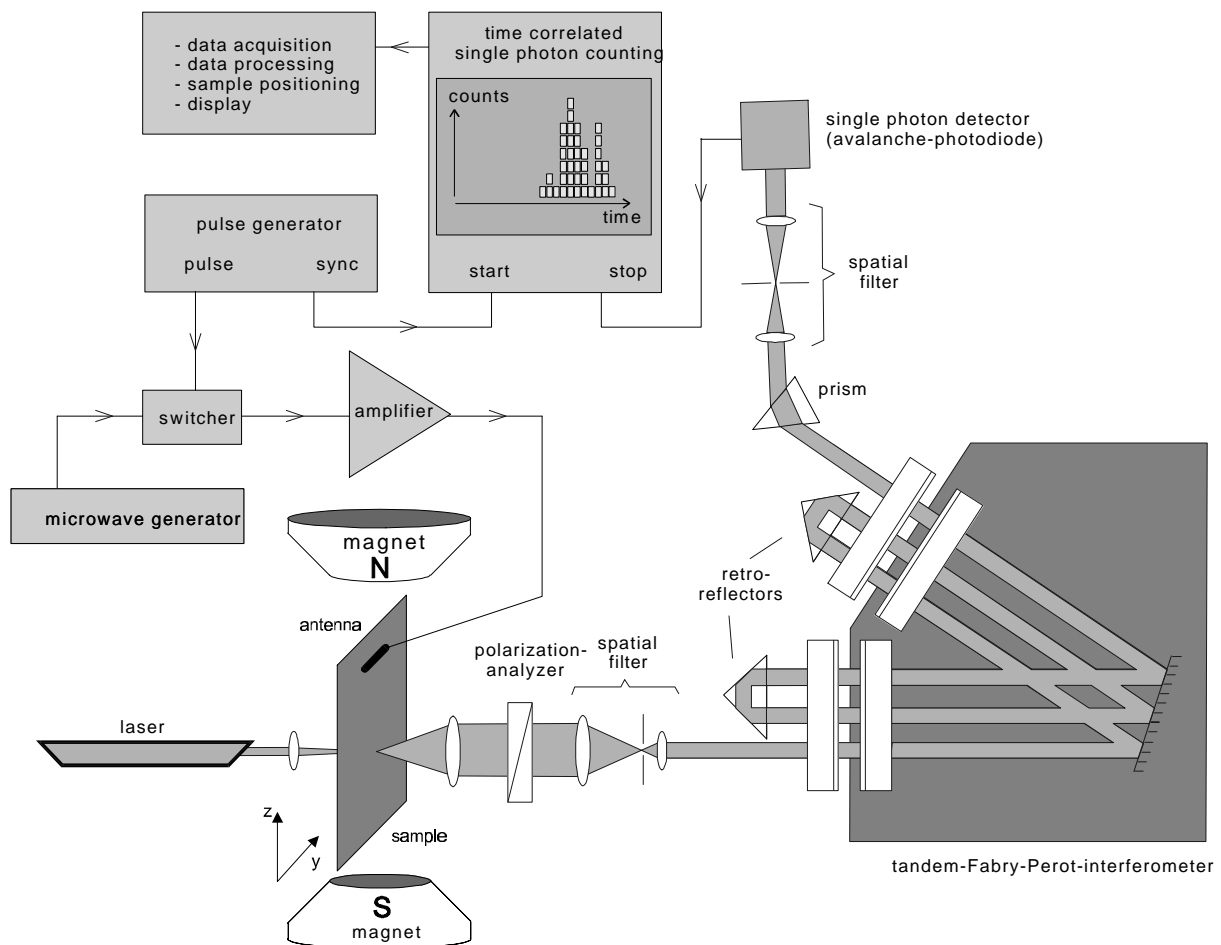 - data acquisition
- data processing
- sample positioning
- display
time correlated
single photon counting
counts
time
start
stop
single photon detector
(avalanche-photodiode)
pulse generator
pulse
sync
spatial
filter
prism
switcher
amplifier
microwave generator
magnet
N
retro-
reflectors
antenna
polarization-
analyzer
spatial
filter
laser
z
y
sample
S
magnet
tandem-Fabry-Perot-interferometer